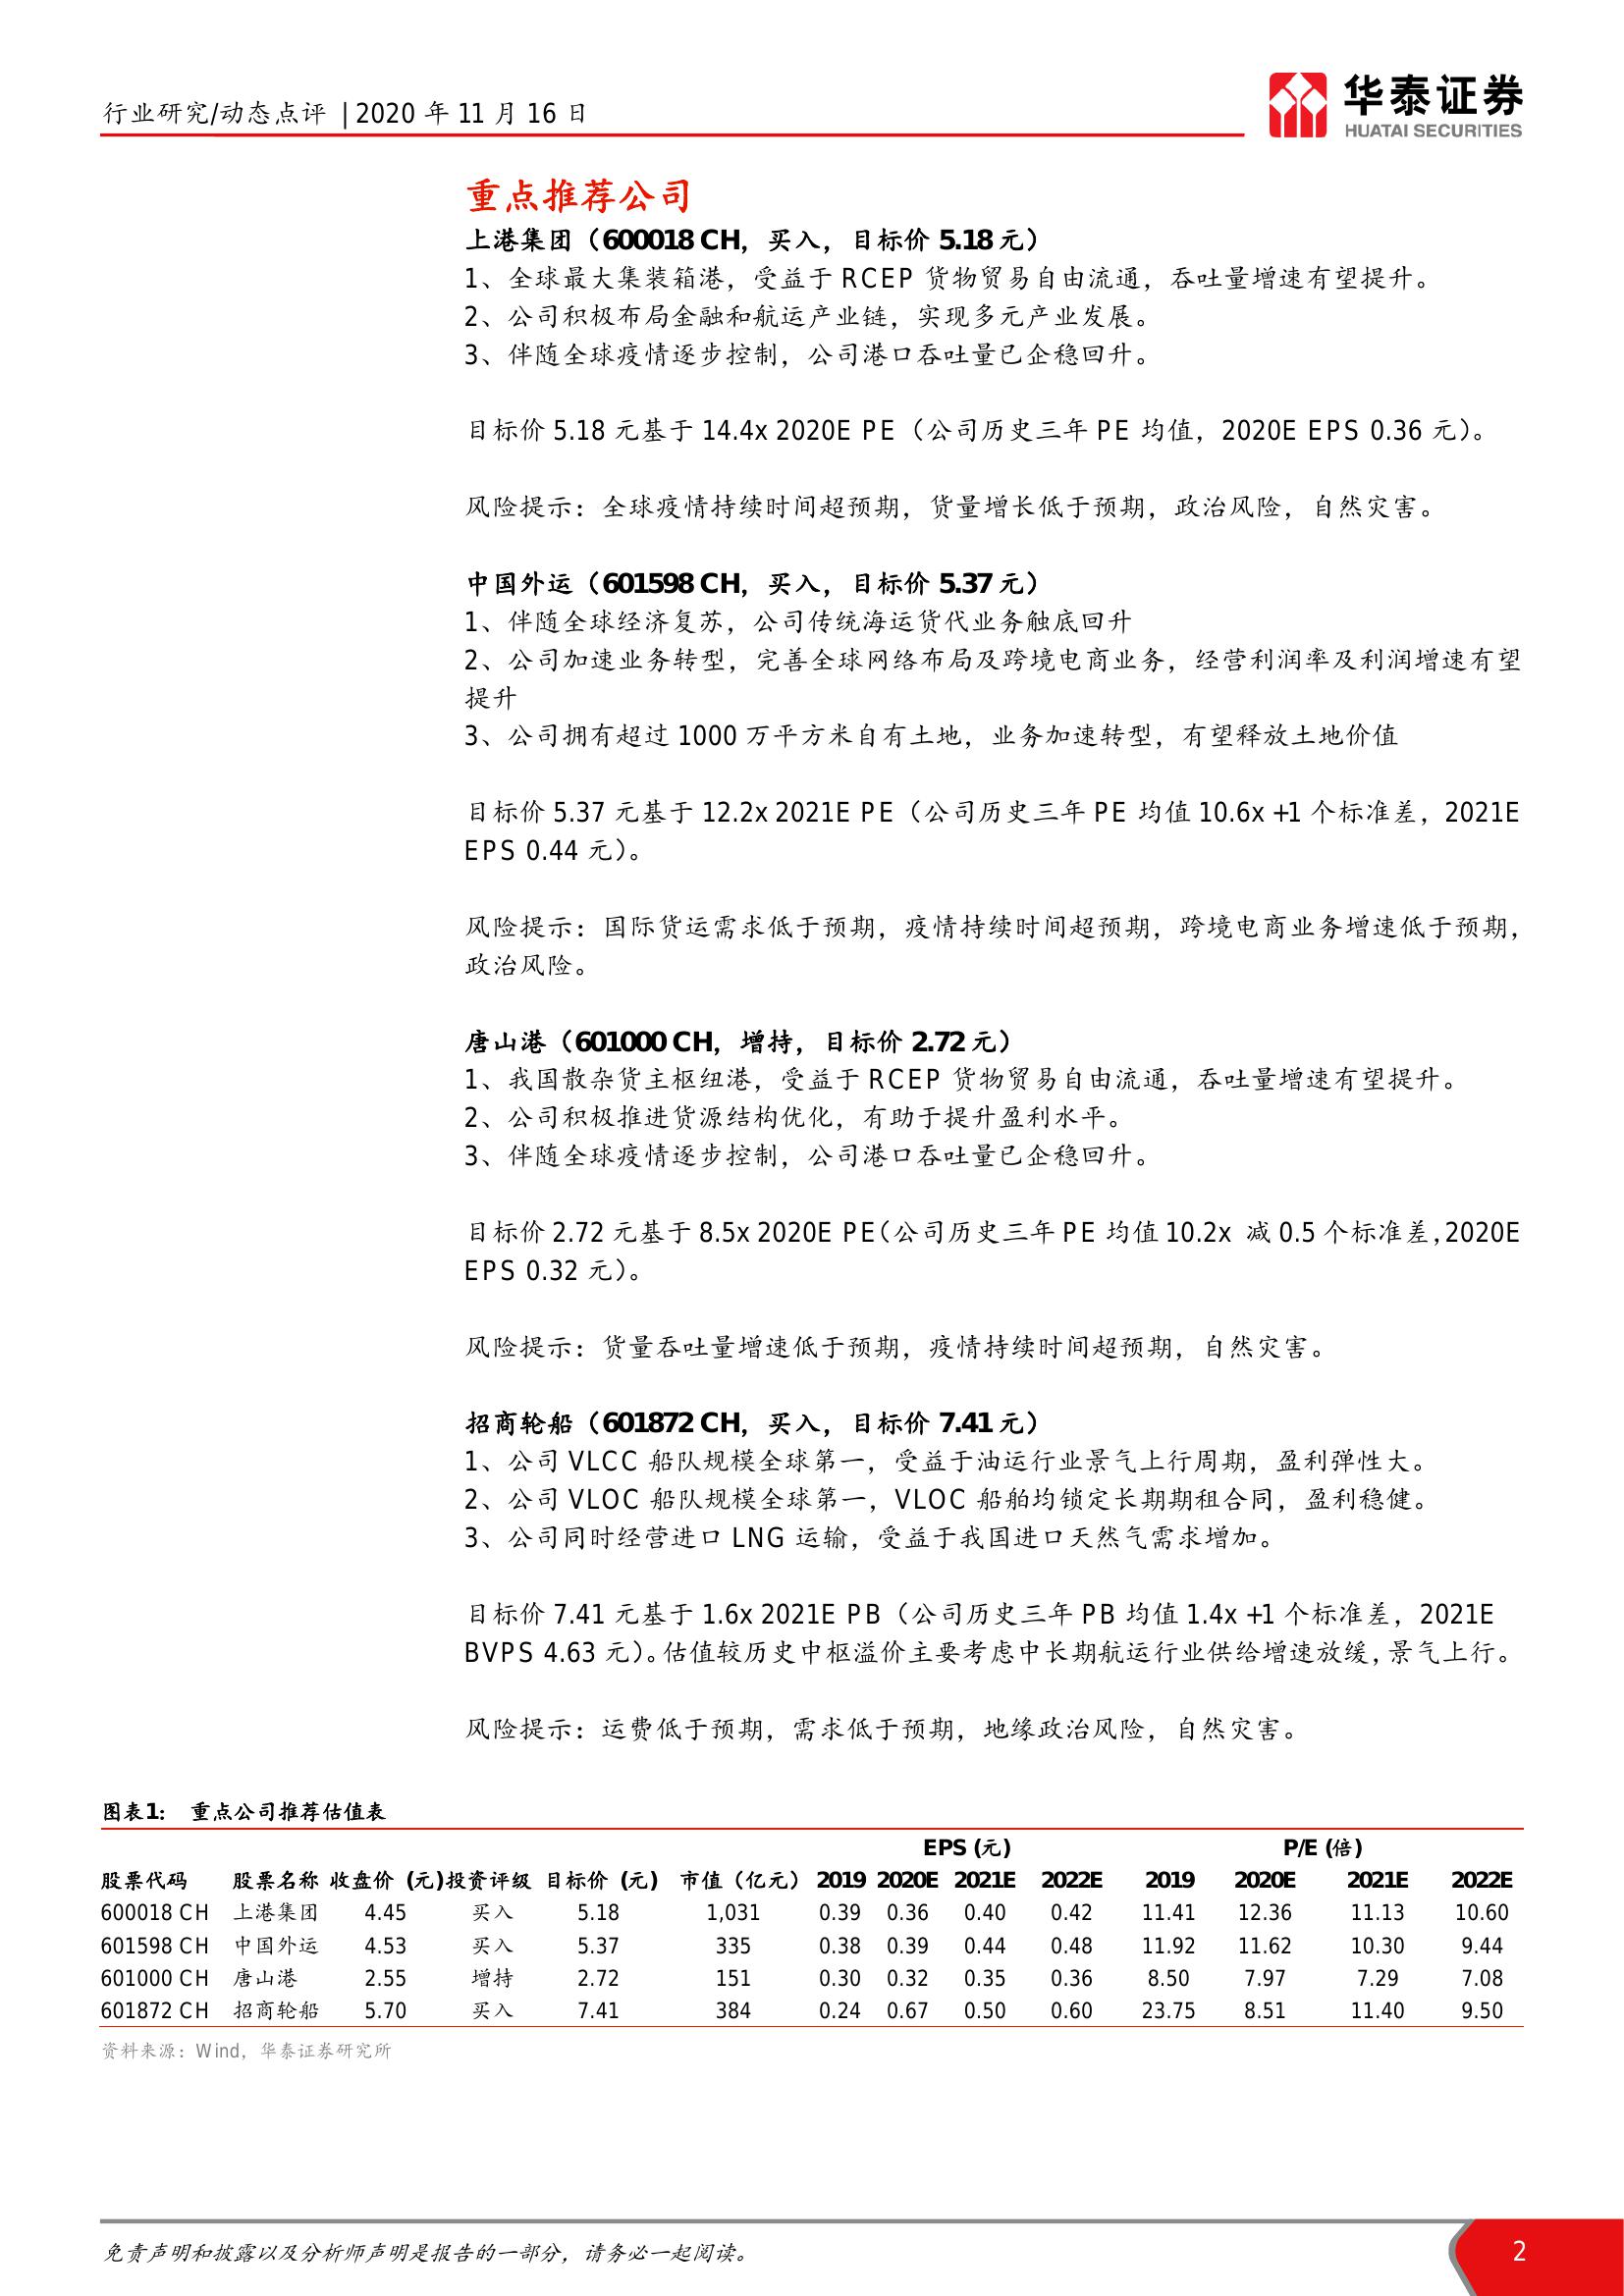 行业研究/动态点评 | 2020 年 11 月 16 日
华泰证券
HUATAI SECURITIES
重点推荐公司
上港集团（600018 CH，买入，目标价 5.18 元）
1、全球最大集装箱港，受益于 RCEP 货物贸易自由流通，吞吐量增速有望提升。
2、公司积极布局金融和航运产业链，实现多元产业发展。
3、伴随全球疫情逐步控制，公司港口吞吐量已企稳回升。
目标价 5.18 元基于 14.4x 2020E PE（公司历史三年 PE 均值，2020E EPS 0.36 元）。
风险提示：全球疫情持续时间超预期，货量增长低于预期，政治风险，自然灾害。
中国外运（601598 CH，买入，目标价 5.37 元）
1、伴随全球经济复苏，公司传统海运货代业务触底回升
2、公司加速业务转型，完善全球网络布局及跨境电商业务，经营利润率及利润增速有望
提升
3、公司拥有超过 1000 万平方米自有土地，业务加速转型，有望释放土地价值
目标价 5.37 元基于 12.2x 2021E PE（公司历史三年 PE 均值 10.6x +1 个标准差，2021E
EPS 0.44 元）。
风险提示：国际货运需求低于预期，疫情持续时间超预期，跨境电商业务增速低于预期，
政治风险。
唐山港（601000 CH，增持，目标价 2.72 元）
1、我国散杂货主枢纽港，受益于 RCEP 货物贸易自由流通，吞吐量增速有望提升。
2、公司积极推进货源结构优化，有助于提升盈利水平。
3、伴随全球疫情逐步控制，公司港口吞吐量已企稳回升。
目标价 2.72 元基于 8.5x 2020E PE（公司历史三年 PE 均值 10.2x 减 0.5 个标准差，2020E
EPS 0.32 元）。
风险提示：货量吞吐量增速低于预期，疫情持续时间超预期，自然灾害。
招商轮船（601872 CH，买入，目标价 7.41 元）
1、公司 VLCC 船队规模全球第一，受益于油运行业景气上行周期，盈利弹性大。
2、公司 VLOC 船队规模全球第一，VLOC 船舶均锁定长期期租合同，盈利稳健。
3、公司同时经营进口 LNG 运输，受益于我国进口天然气需求增加。
目标价 7.41 元基于 1.6x 2021E PB（公司历史三年 PB 均值 1.4x +1 个标准差，2021E
BVPS 4.63 元）。估值较历史中枢溢价主要考虑中长期航运行业供给增速放缓，景气上行。
风险提示：运费低于预期，需求低于预期，地缘政治风险，自然灾害。
图表1： 重点公司推荐估值表
EPS (元) P/E (倍)
股票代码 股票名称 收盘价 (元) 投资评级 目标价 (元) 市值（亿元） 2019 2020E 2021E 2022E 2019 2020E 2021E 2022E
600018 CH 上港集团 4.45 买入 5.18 1,031 0.39 0.36 0.40 0.42 11.41 12.36 11.13 10.60
601598 CH 中国外运 4.53 买入 5.37 335 0.38 0.39 0.44 0.48 11.92 11.62 10.30 9.44
601000 CH 唐山港 2.55 增持 2.72 151 0.30 0.32 0.35 0.36 8.50 7.97 7.29 7.08
601872 CH 招商轮船 5.70 买入 7.41 384 0.24 0.67 0.50 0.60 23.75 8.51 11.40 9.50
资料来源：Wind，华泰证券研究所
免责声明和披露以及分析师声明是报告的一部分，请务必一起阅读。
2